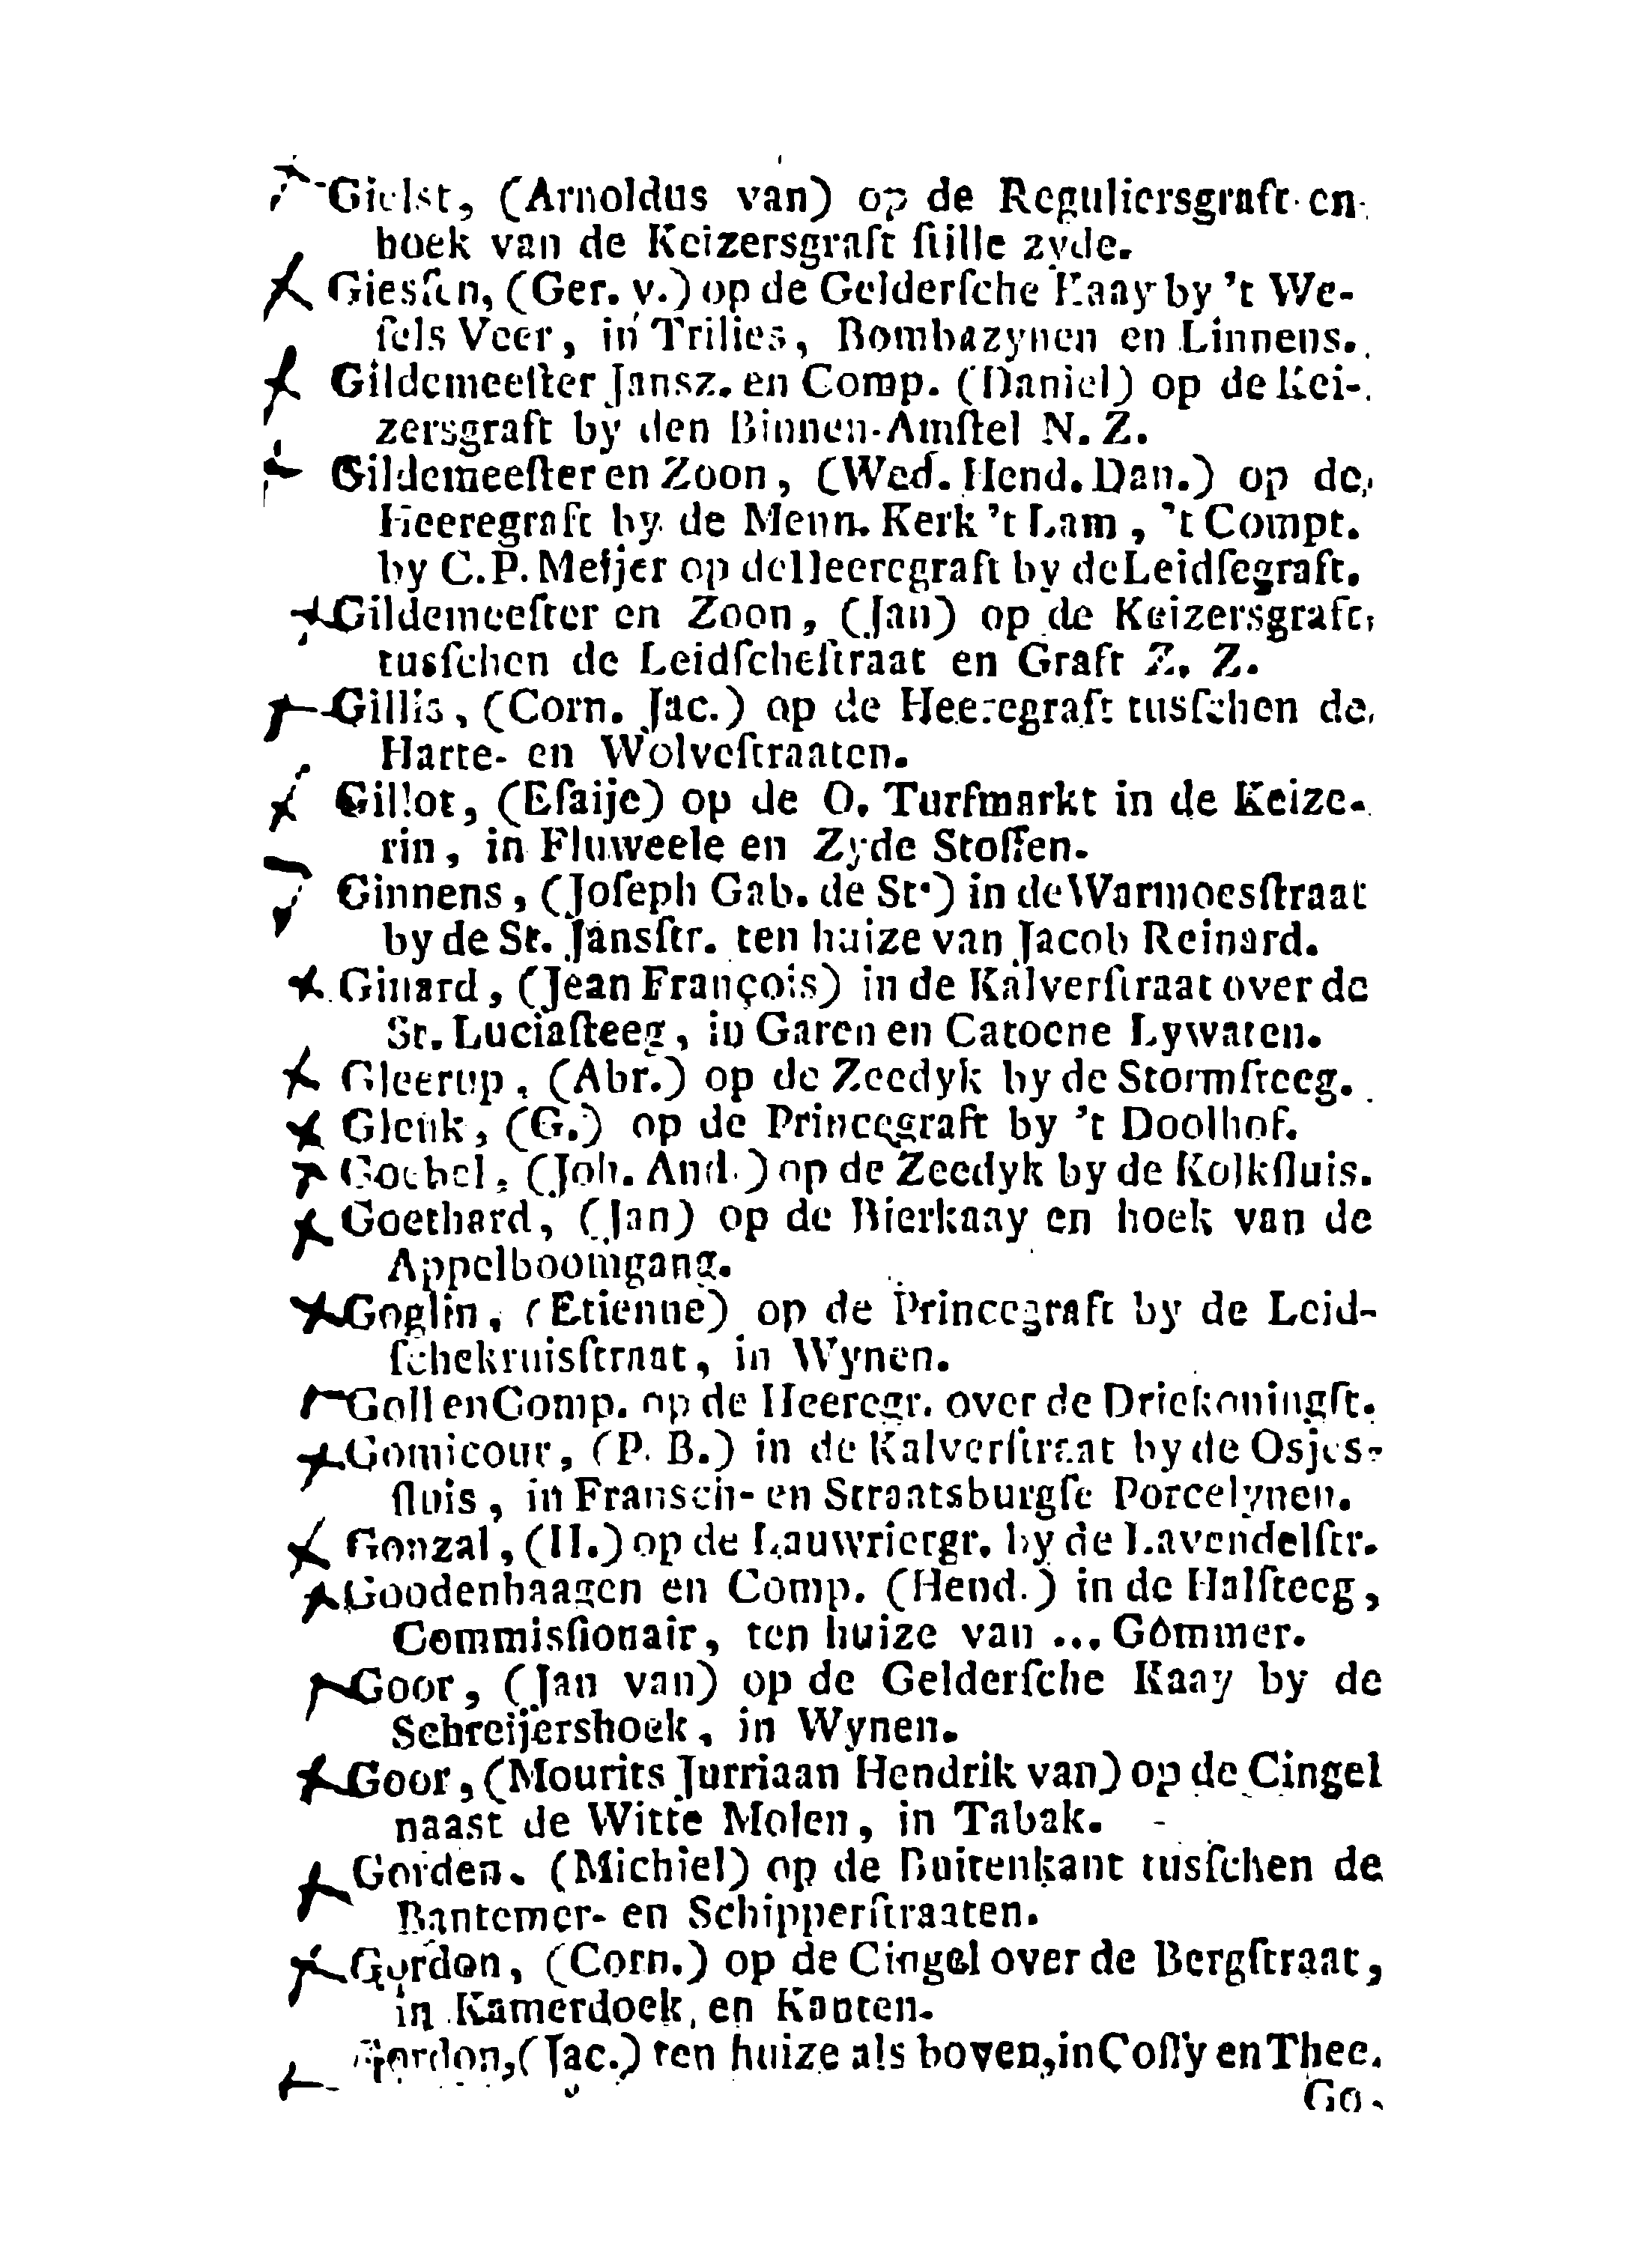 Gielst, (Arnoldus van) op de Reguliersgraft en
hoek van de Keizersgraft ſtille zyde.
Giesſen, (Ger. v.) op de Gelderſche Kaay by 't We-
ſels Veer, in Trilies, Bombazynen en Linnens.
Gildemeeſter Jansz. en Comp. (Daniel) op de Kei-
zersgraft by den Binnen-Amſtel N. Z.
Gildemeeſter en Zoon, (Wed. Hend. Dan.) op de
Heeregraft by de Menn. Kerk 't Lam, 't Compt.
by C. P. Meijer op de Heeregraft by de Leidſegraft.
Gildemeeſter en Zoon, (Jan) op de Keizersgraft,
tusſchen de Leidſcheſtraat en Graft Z. Z.
Gillis, (Corn. Jac.) op de Heeregraft tusſchen de
Harte- en Wolveſtraaten.
Gillot, (Eſaije) op de O. Turfmarkt in de Keize-
rin, in Fluweele en Zyde Stoffen.
Ginnens, (Joſeph Gab. de St.) in de Warmoesſtraat
by de St. Jansſtr. ten huize van Jacob Reinard.
Ginard, (Jean François) in de Kalverſtraat over de
St. Luciaſteeg, in Garen en Catoene Lywaten.
Gleerup, (Abr.) op de Zeedyk by de Stormſteeg.
Glenk, (G.) op de Princegraft by 't Doolhof.
Goebel, (Joh. And.) op de Zeedyk by de Kolkſluis.
Goethard, (Jan) op de Bierkaay en hoek van de
Appelboomgang.
Goglin, (Etienne) op de Princegraft by de Leid-
ſchekruisſtraat, in Wynen.
Goll en Comp. op de Heeregr. over de Driekoningſt.
Gomicour, (P. B.) in de Kalverſtraat by de Osjes-
ſluis, in Fransch- en Straatsburgſe Porcelynen.
Gonzal, (H.) op de Lauwriergr. by de Lavendelſtr.
Goodenhaagen en Comp. (Hend.) in de Halſteeg,
Commisſionair, ten huize van ... Gommer.
Goor, (Jan van) op de Gelderſche Kaay by de
Schreijershoek, in Wynen.
Goor, (Mourits Jurriaan Hendrik van) op de Cingel
naast de Witte Molen, in Tabak.
Gorden, (Michiel) op de Buitenkant tusſchen de
Bantemer- en Schipperſtraaten.
Gordon, (Corn.) op de Cingel over de Bergſtraat,
in Kamerdoek, en Kanten.
Gordon, (Jac.) ten huize als boven, in Coffy en Thee.
Go-